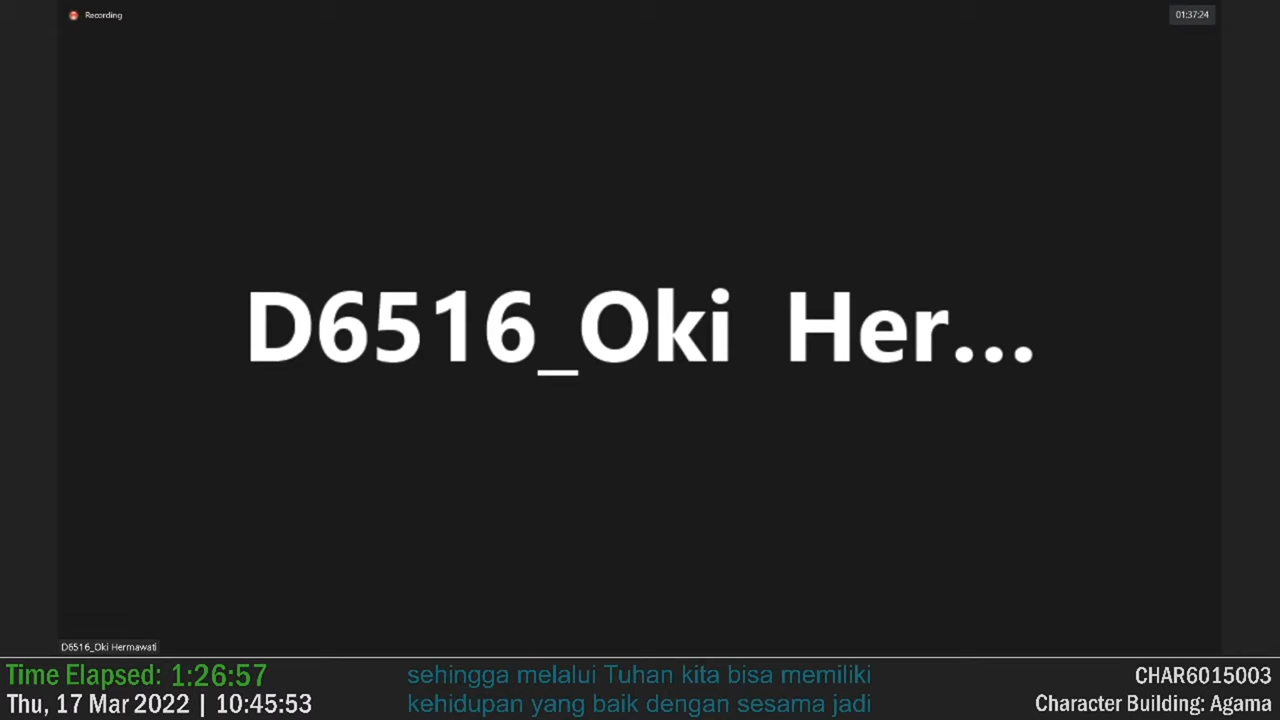 Recording
01:37:24
D6516_Oki Her...
D6516_Oki Hermawati
Time Elapsed: 1:26:57
Thu, 17 Mar 2022 | 10:45:53
sehingga melalui Tuhan kita bisa memiliki
kehidupan yang baik dengan sesama jadi
CHAR6015003
Character Building: Agama